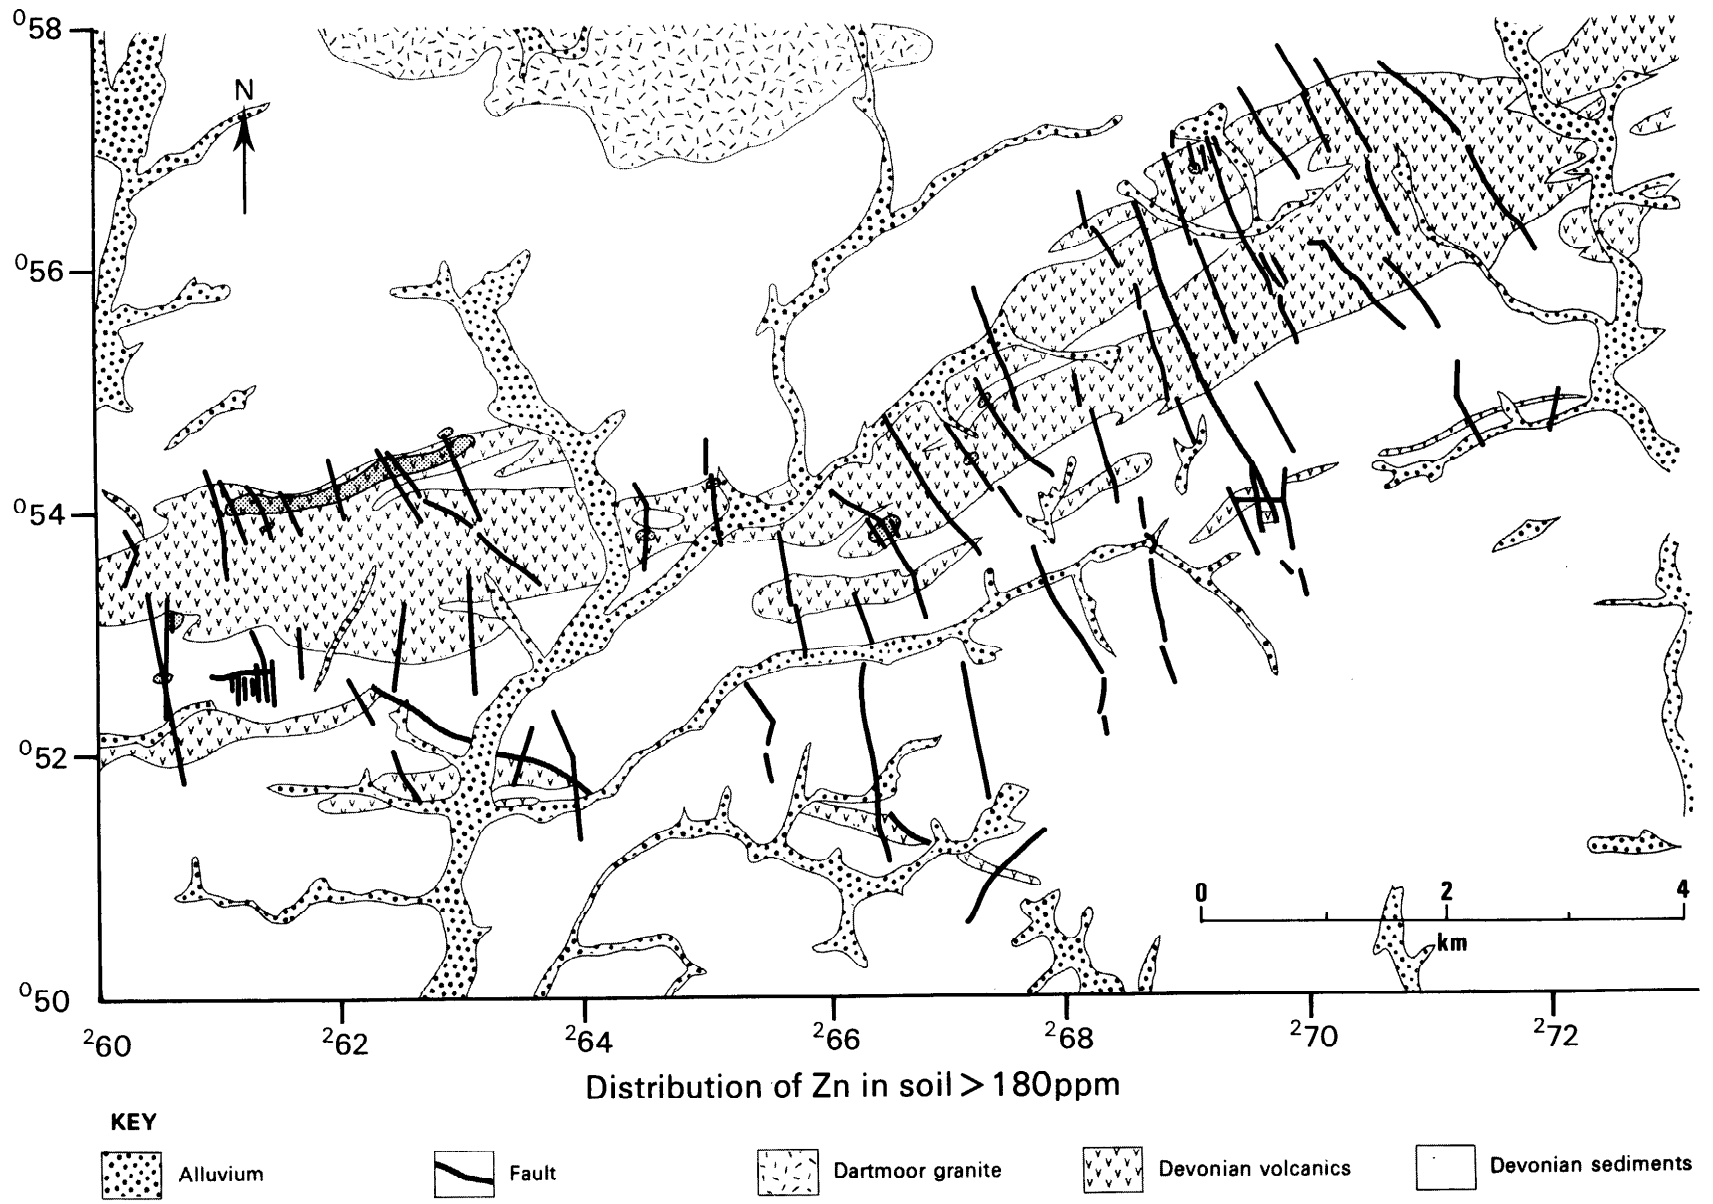 ⁰58
N
⁰56
⁰54
⁰52
0 2 4
km
⁰50
²60 ²62 ²64 ²66 ²68 ²70 ²72
Distribution of Zn in soil > 180ppm
KEY
Alluvium Fault Dartmoor granite Devonian volcanics Devonian sediments